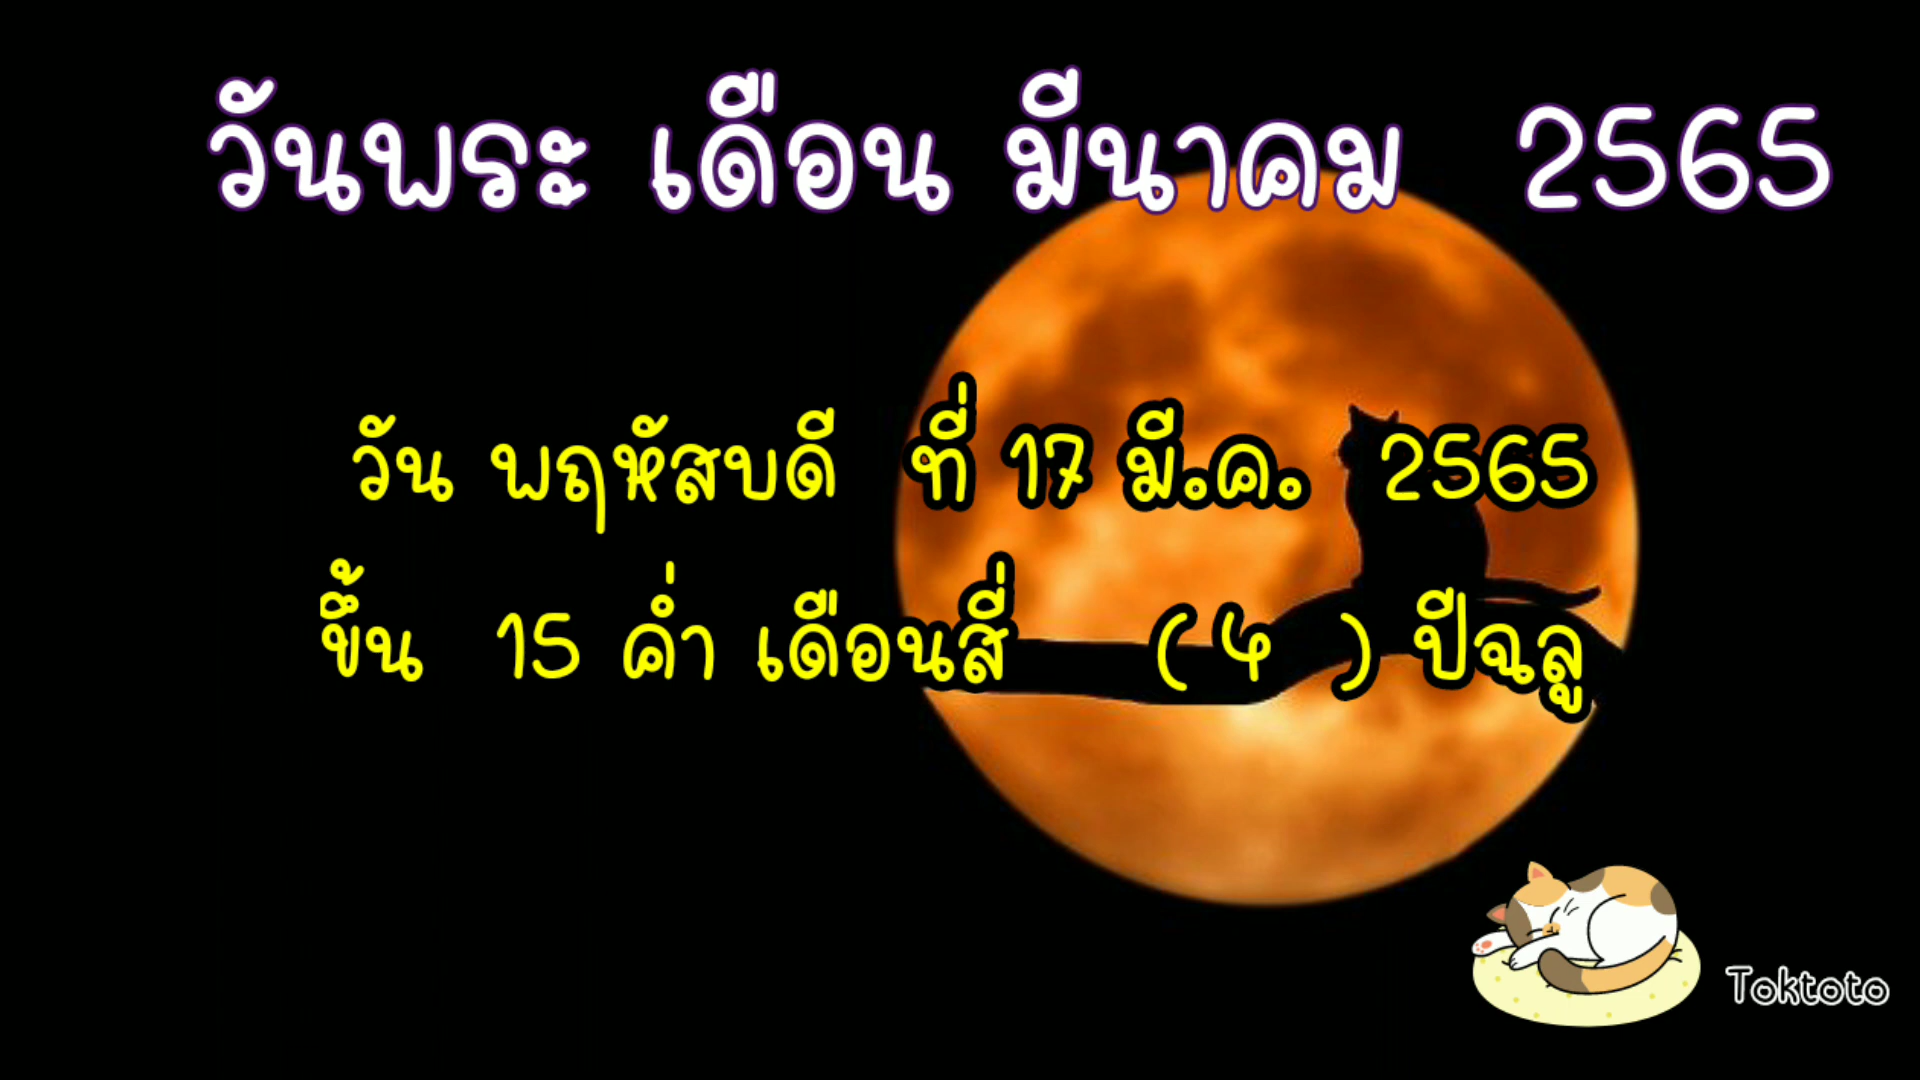 วันพระ เดือน มีนาคม 2565
วัน พฤหัสบดี ที่ 17 มี.ค. 2565
ขึ้น 15 ค่ำ เดือนสี่ ( 4 ) ปีฉลู
Toktoto